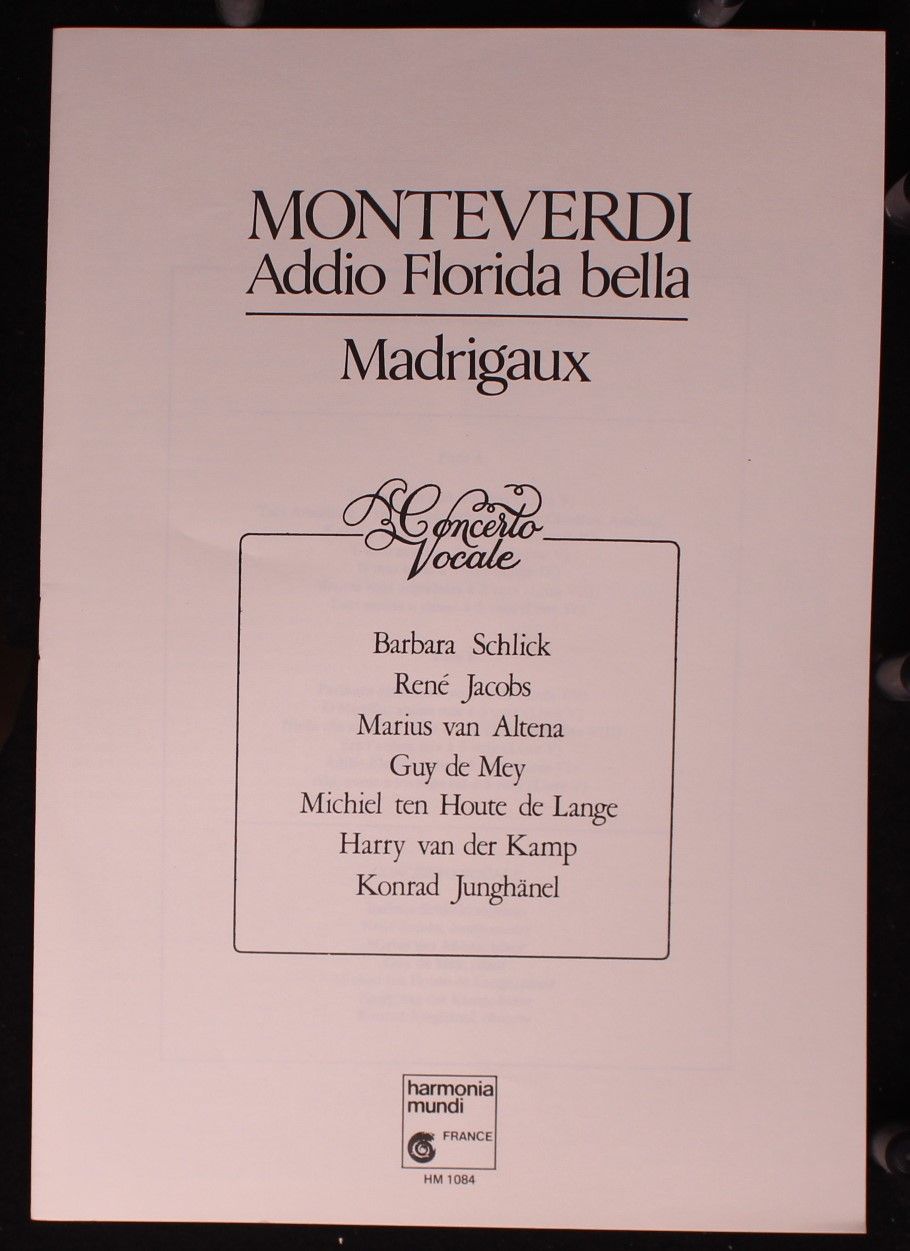 MONTEVERDI
Addio Florida bella
Madrigaux
Concerto
Vocale
Barbara Schlick
René Jacobs
Marius van Altena
Guy de Mey
Michiel ten Houte de Lange
Harry van der Kamp
Konrad Junghänel
harmonia
mundi
FRANCE
HM 1084